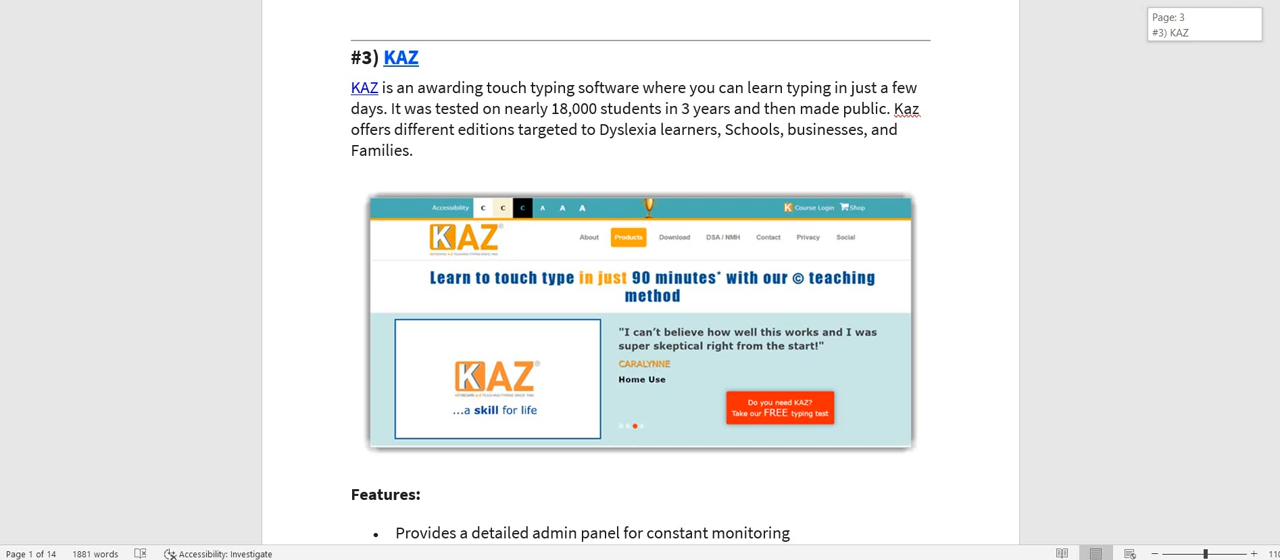 Page: 3
#3) KAZ
#3) KAZ
KAZ is an awarding touch typing software where you can learn typing in just a few
days. It was tested on nearly 18,000 students in 3 years and then made public. Kaz
offers different editions targeted to Dyslexia learners, Schools, businesses, and
Families.
Accessibility C C C A A A K Course Login Shop
KAZ®
About Products Download DSA / NMH Contact Privacy Social
Learn to touch type in just 90 minutes* with our © teaching
method
"I can't believe how well this works and I was
super skeptical right from the start!"
CARALYNNE
Home Use
KAZ®
...a skill for life
Do you need KAZ?
Take our FREE typing test
Features:
• Provides a detailed admin panel for constant monitoring
Page 1 of 14 1881 words Accessibility: Investigate